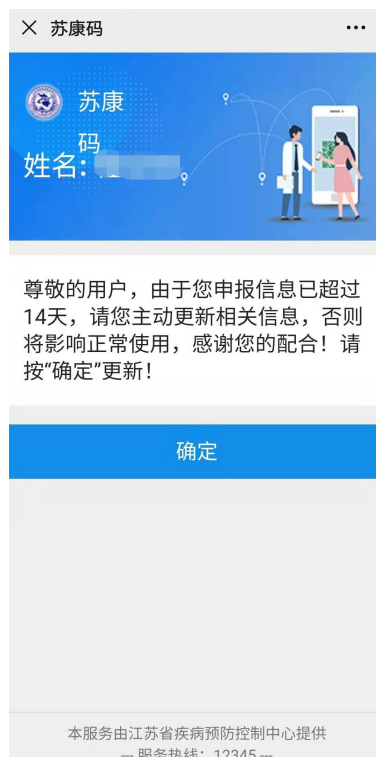 苏康码
苏康
码
姓名:
尊敬的用户，由于您申报信息已超过
14天，请您主动更新相关信息，否则
将影响正常使用，感谢您的配合！请
按“确定”更新！
确定
本服务由江苏省疾病预防控制中心提供
--- 服务热线：12345 ---